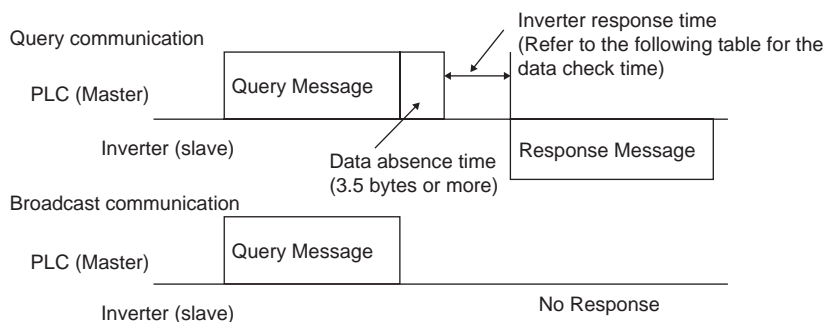 Inverter response time
(Refer to the following table for the
data check time)
Query communication
PLC (Master)
Query Message
Inverter (slave)
Data absence time
(3.5 bytes or more)
Response Message
Broadcast communication
PLC (Master)
Query Message
Inverter (slave)
No Response